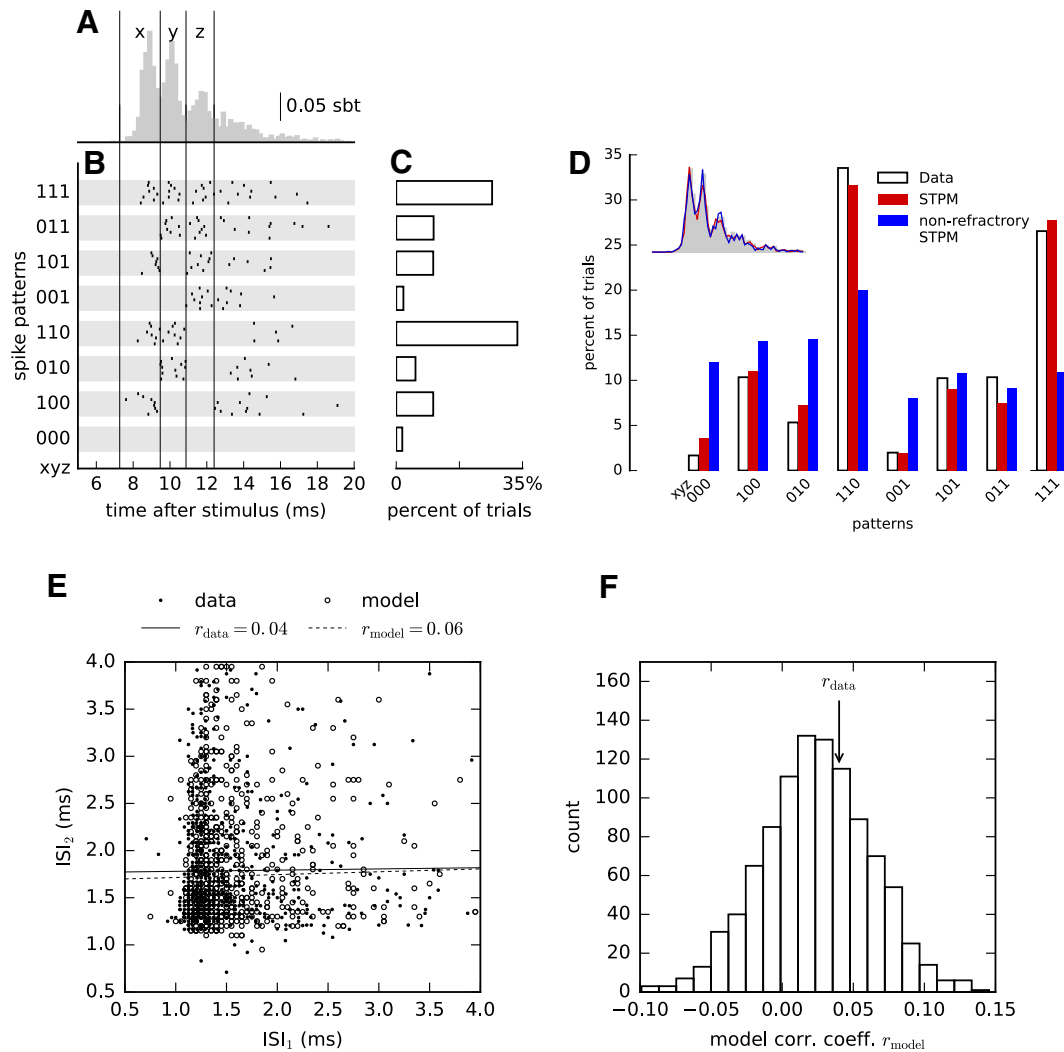 A
x y z
0.05 sbt
B
111
011
101
001
110
010
100
000
xyz
spike patterns
6 8 10 12 14 16 18 20
time after stimulus (ms)
C
0 35%
percent of trials
D
35
30
25
20
15
10
5
0
percent of trials
Data
STPM
non-refractrory
STPM
xyz
000 100 010 110 001 101 011 111
patterns
E
data model
r_data = 0.04 r_model = 0.06
4.0
3.5
3.0
2.5
2.0
1.5
1.0
0.5
ISI₂ (ms)
0.5 1.0 1.5 2.0 2.5 3.0 3.5 4.0
ISI₁ (ms)
F
r_data
160
140
120
100
80
60
40
20
0
count
−0.10 −0.05 0.00 0.05 0.10 0.15
model corr. coeff. r_model